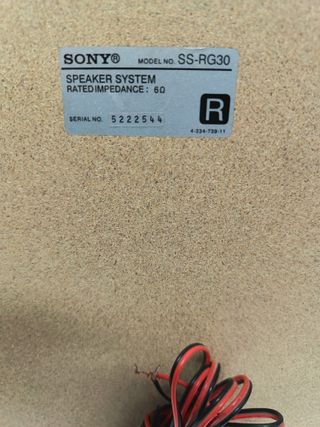 SONY® MODEL NO. SS-RG30
SPEAKER SYSTEM
RATED IMPEDANCE : 6Ω
R
SERIAL NO. 5222544
4-234-739-11